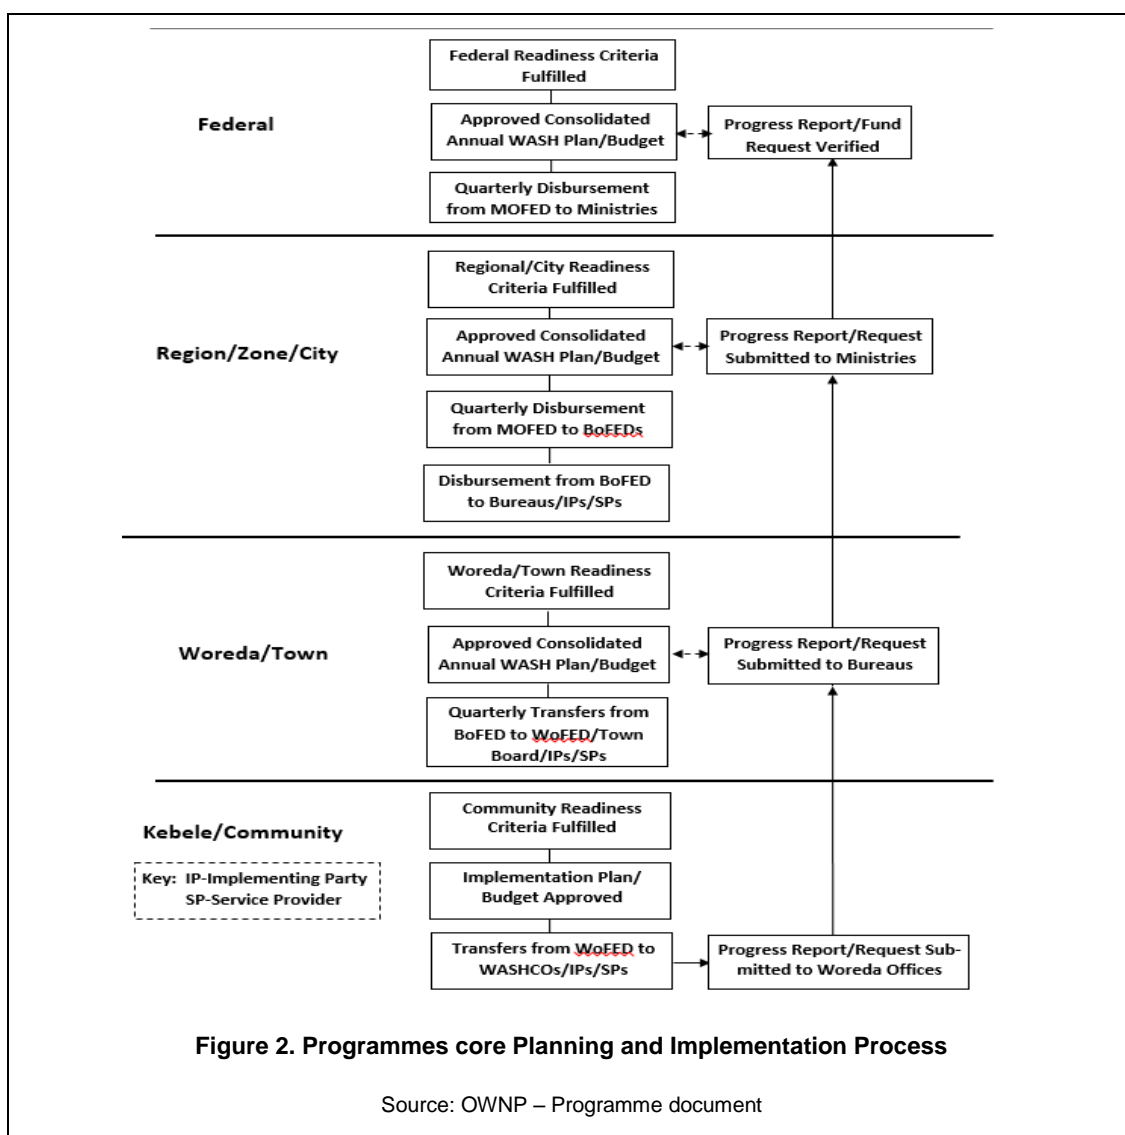 Federal Readiness Criteria
Fulfilled
Federal
Approved Consolidated
Annual WASH Plan/Budget
Progress Report/Fund
Request Verified
Quarterly Disbursement
from MOFED to Ministries
Regional/City Readiness
Criteria Fulfilled
Region/Zone/City
Approved Consolidated
Annual WASH Plan/Budget
Progress Report/Request
Submitted to Ministries
Quarterly Disbursement
from MOFED to BoFEDs
Disbursement from BoFED
to Bureaus/IPs/SPs
Woreda/Town Readiness
Criteria Fulfilled
Woreda/Town
Approved Consolidated
Annual WASH Plan/Budget
Progress Report/Request
Submitted to Bureaus
Quarterly Transfers from
BoFED to WoFED/Town
Board/IPs/SPs
Kebele/Community
Community Readiness
Criteria Fulfilled
Key: IP-Implementing Party
SP-Service Provider
Implementation Plan/
Budget Approved
Transfers from WoFED to
WASHCOs/IPs/SPs
Progress Report/Request Sub-
mitted to Woreda Offices
Figure 2. Programmes core Planning and Implementation Process
Source: OWNP – Programme document